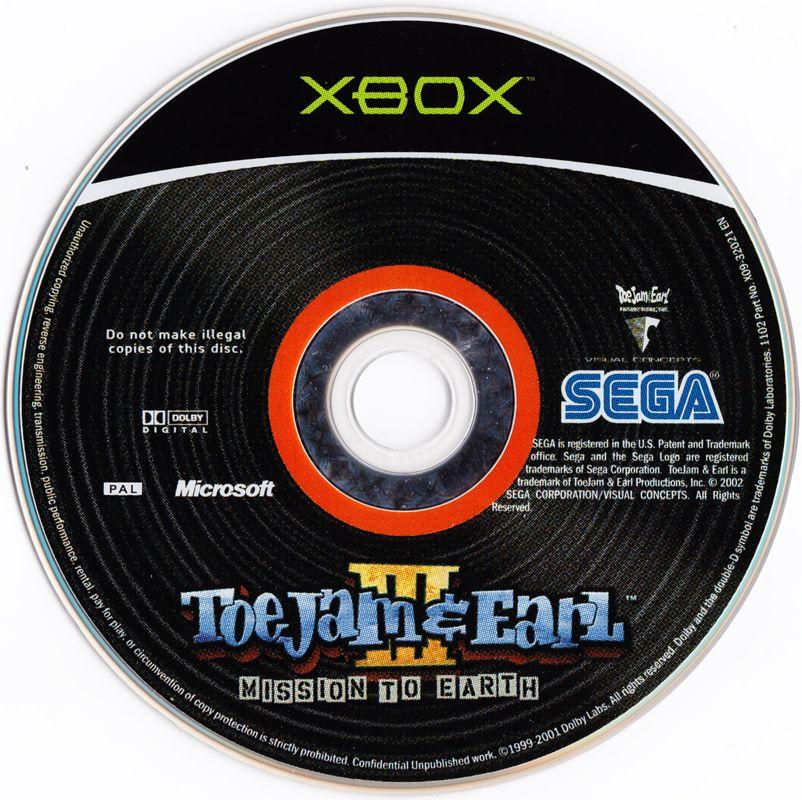 XBOX™
Unauthorized copying, reverse engineering, transmission, public performance, rental, pay for play, or circumvention of copy protection is strictly prohibited. Confidential Unpublished work. ©1999-2001 Dolby Labs. All rights reserved. Dolby and the double-D symbol are trademarks of Dolby Laboratories. 1102 Part No. X09-32021 EN
Do not make illegal
copies of this disc.
DOLBY
DIGITAL
PAL
Microsoft
ToeJam & Earl
PRODUCTIONS, INC.
VISUAL CONCEPTS
SEGA®
SEGA is registered in the U.S. Patent and Trademark
office. Sega and the Sega Logo are registered
trademarks of Sega Corporation. ToeJam & Earl is a
trademark of ToeJam & Earl Productions, Inc. © 2002
SEGA CORPORATION/VISUAL CONCEPTS. All Rights
Reserved.
III
ToeJam & Earl™
MISSION TO EARTH